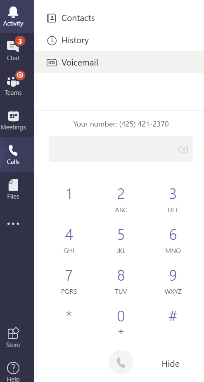 Activity
Chat
3
Teams
@
Meetings
Calls
Files
Store
Help
Contacts
History
Voicemail
Your number: (425) 421-2370
1
2
3
ABC
DEF
4
5
6
GHI
JKL
MNO
7
8
9
PQRS
TUV
WXYZ
*
0
#
+
Hide